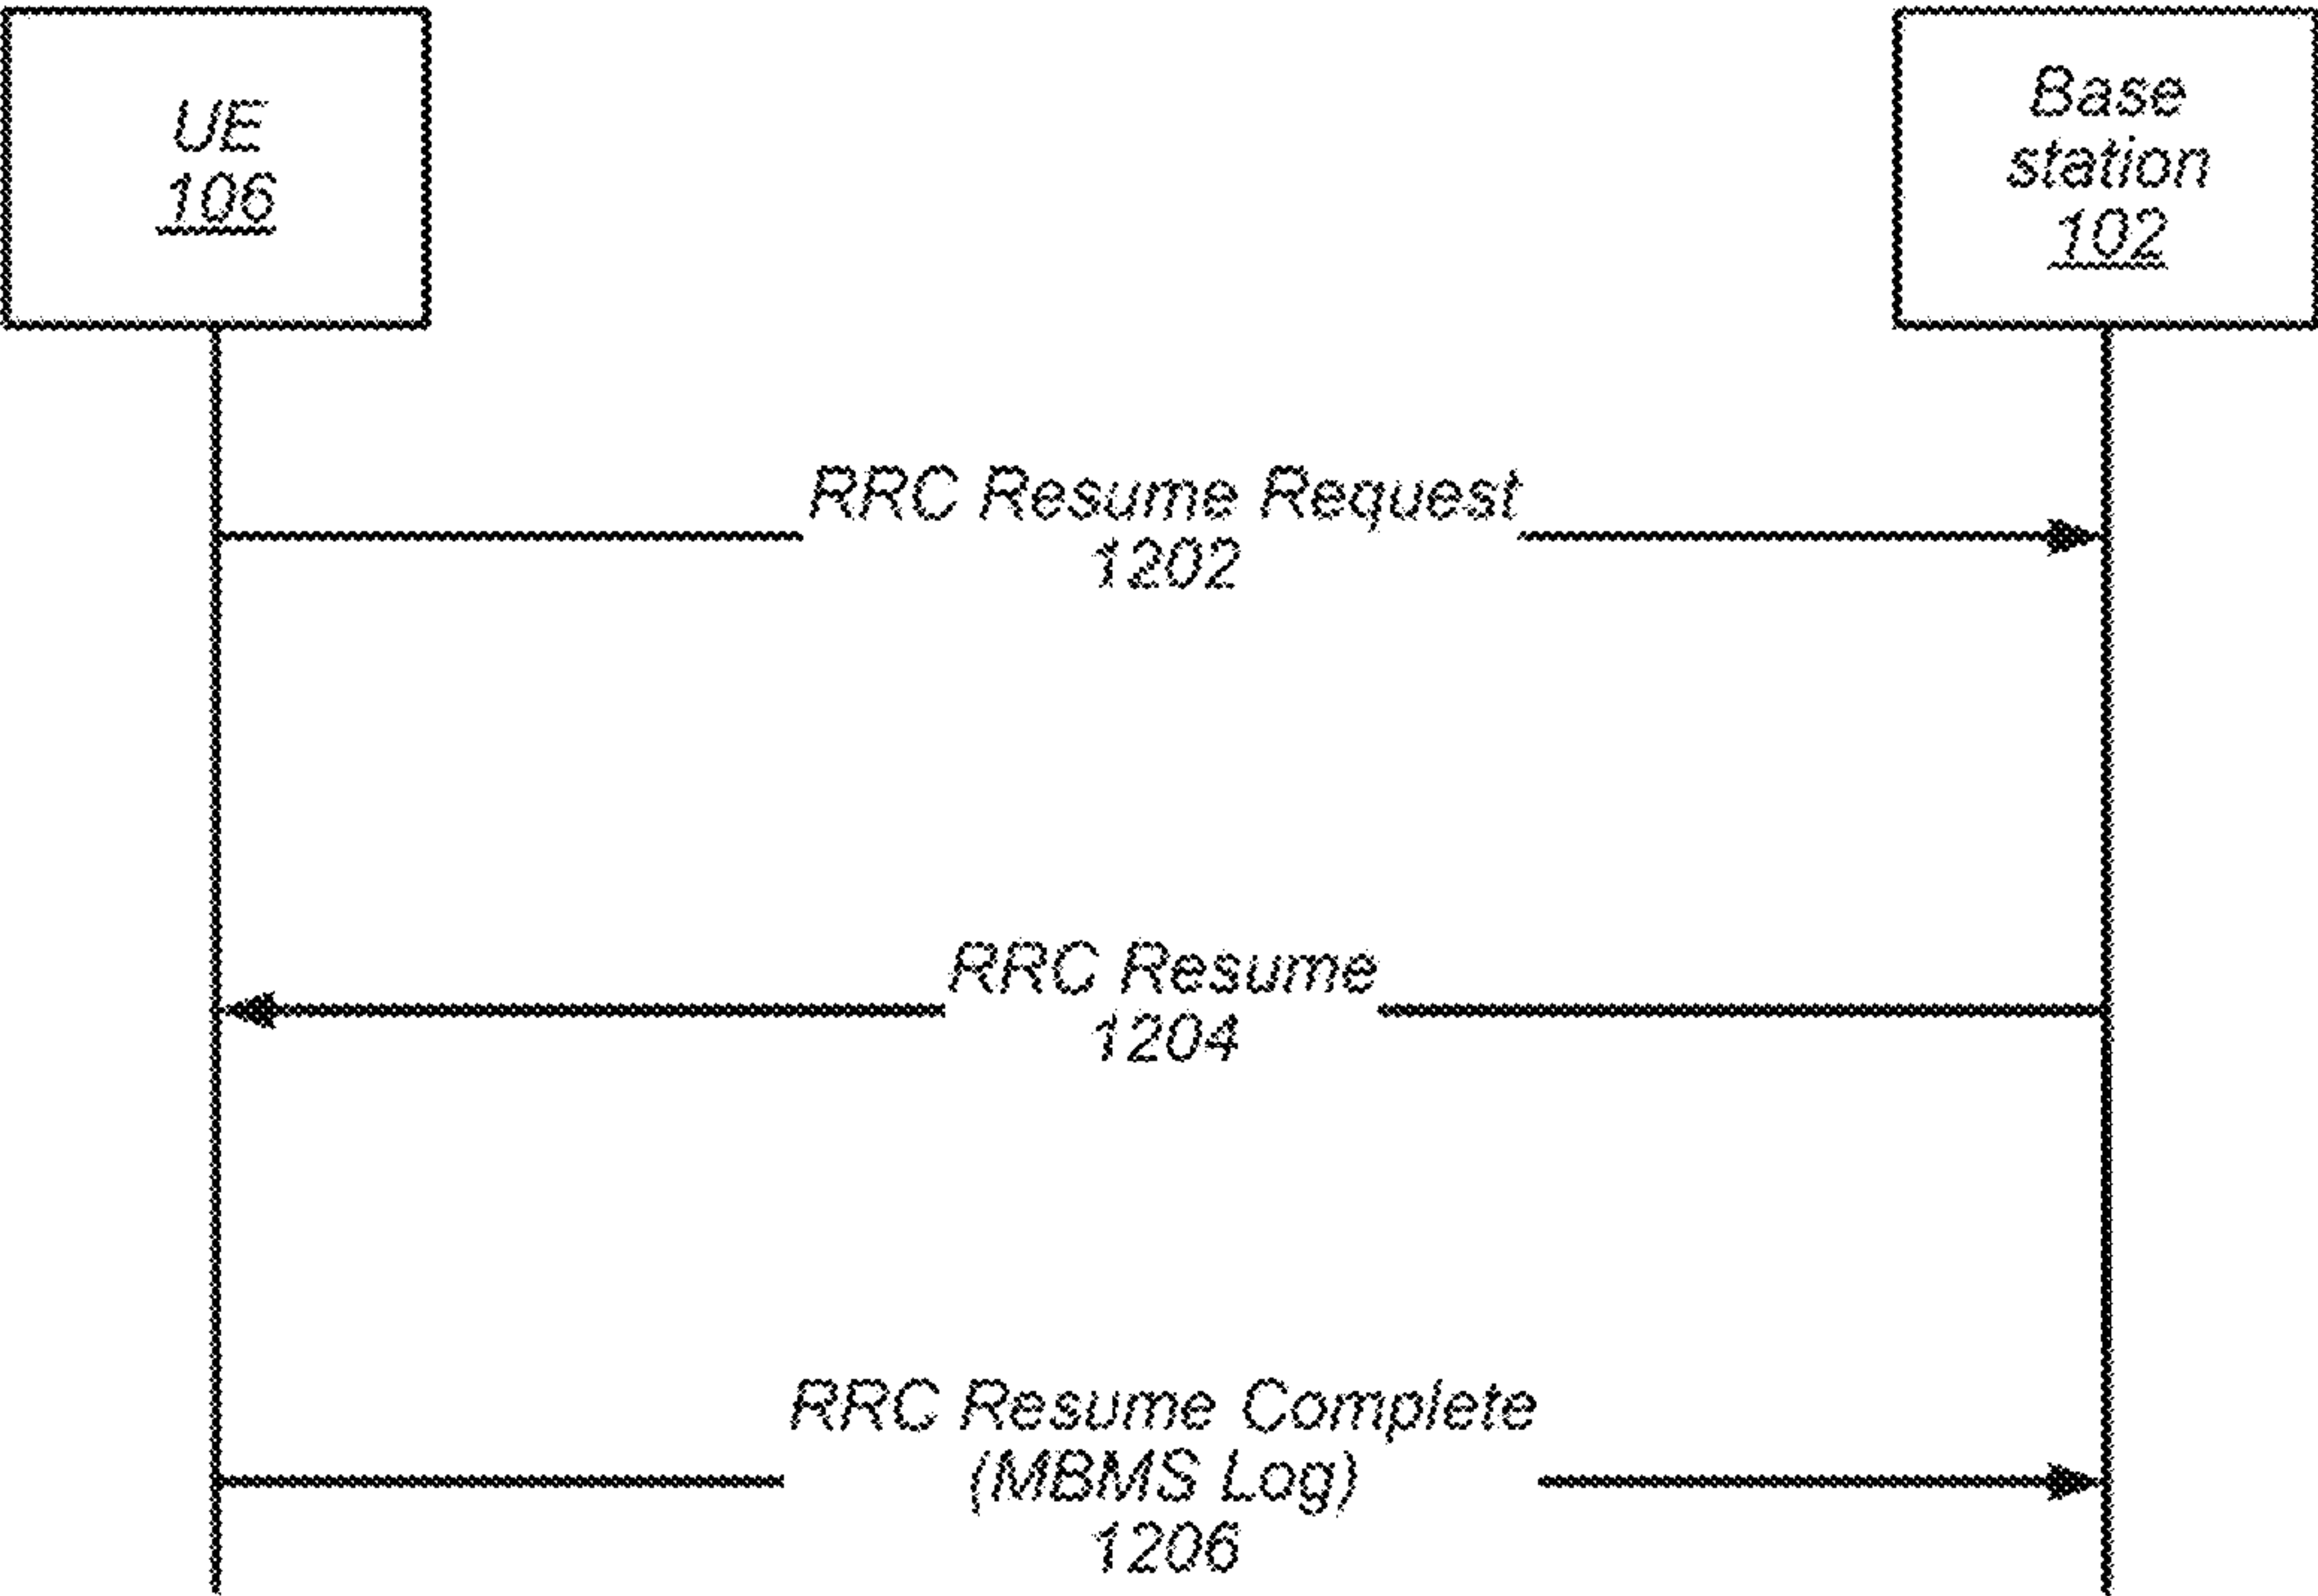 UE
106
Base
station
102
RRC Resume Request
1202
RRC Resume
1204
RRC Resume Complete
(MBMS Log)
1206